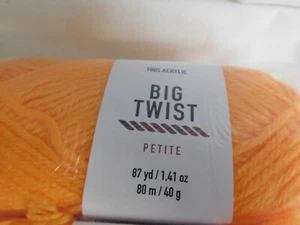 100% ACRYLIC
BIG
TWIST
PETITE
87 yd / 1,41 oz
80 m / 40 g